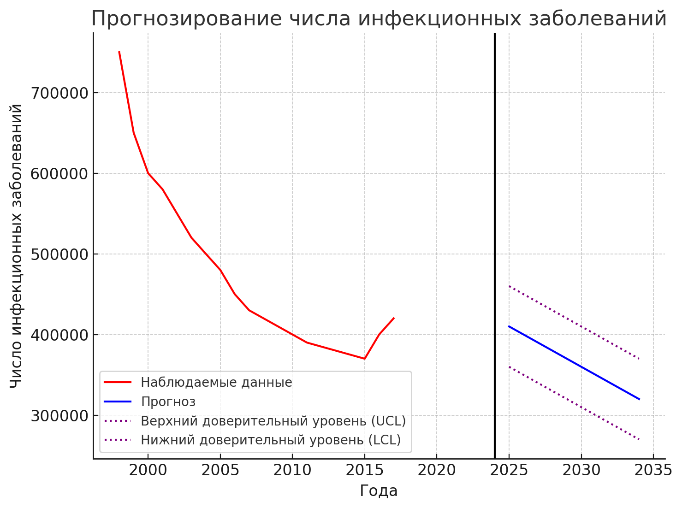 Прогнозирование числа инфекционных заболеваний
Число инфекционных заболеваний
700000
600000
500000
400000
300000
Наблюдаемые данные
Прогноз
Верхний доверительный уровень (UCL)
Нижний доверительный уровень (LCL)
2000 2005 2010 2015 2020 2025 2030 2035
Года